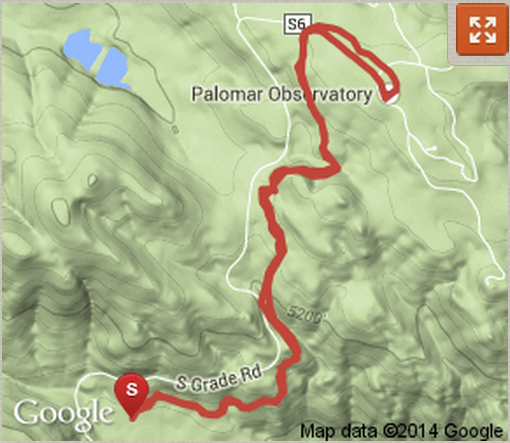 S6
Palomar Observatory
5200'
S Grade Rd
S
Google
Map data ©2014 Google